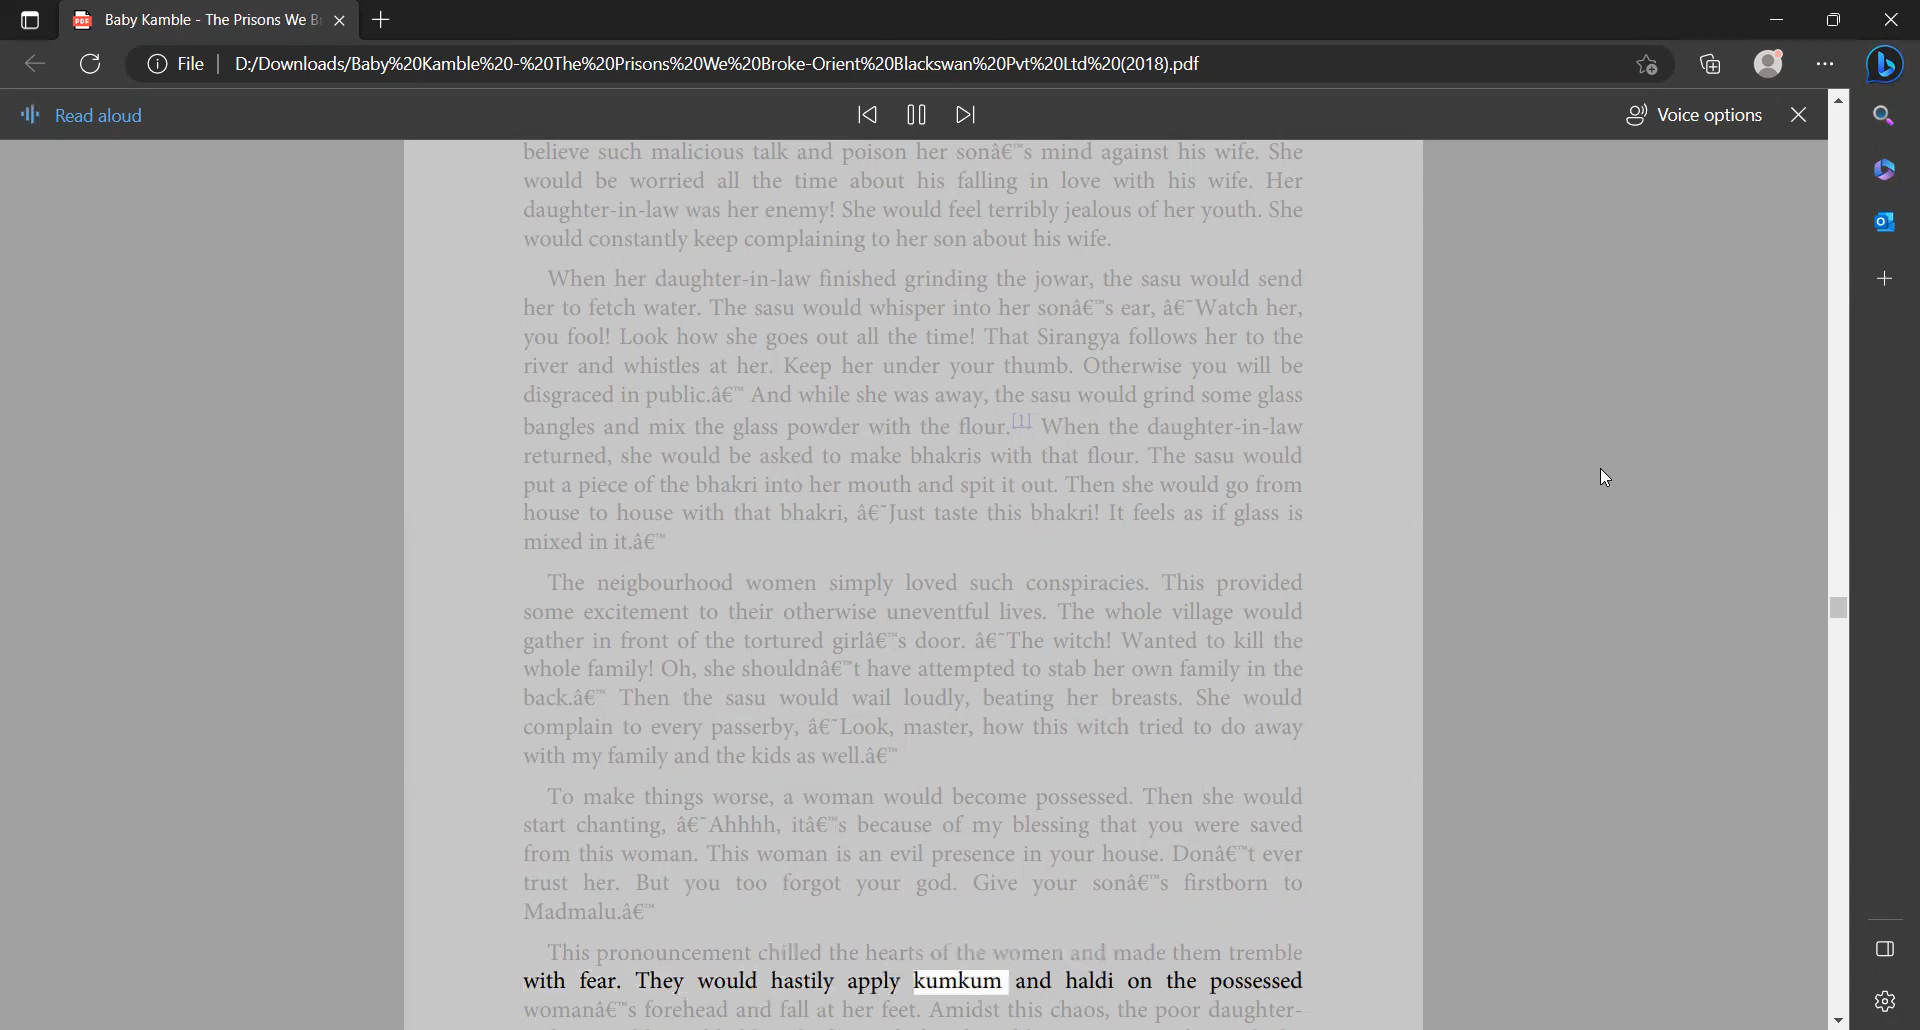 Baby Kamble - The Prisons We B
File
D:/Downloads/Baby%20Kamble%20-%20The%20Prisons%20We%20Broke-Orient%20Blackswan%20Pvt%20Ltd%20(2018).pdf
Read aloud
Voice options
believe such malicious talk and poison her sonâ€™s mind against his wife. She
would be worried all the time about his falling in love with his wife. Her
daughter-in-law was her enemy! She would feel terribly jealous of her youth. She
would constantly keep complaining to her son about his wife.
When her daughter-in-law finished grinding the jowar, the sasu would send
her to fetch water. The sasu would whisper into her sonâ€™s ear, â€˜Watch her,
you fool! Look how she goes out all the time! That Sirangya follows her to the
river and whistles at her. Keep her under your thumb. Otherwise you will be
disgraced in public.â€™ And while she was away, the sasu would grind some glass
bangles and mix the glass powder with the flour.[1] When the daughter-in-law
returned, she would be asked to make bhakris with that flour. The sasu would
put a piece of the bhakri into her mouth and spit it out. Then she would go from
house to house with that bhakri, â€˜Just taste this bhakri! It feels as if glass is
mixed in it.â€™
The neigbourhood women simply loved such conspiracies. This provided
some excitement to their otherwise uneventful lives. The whole village would
gather in front of the tortured girlâ€™s door. â€˜The witch! Wanted to kill the
whole family! Oh, she shouldnâ€™t have attempted to stab her own family in the
back.â€™ Then the sasu would wail loudly, beating her breasts. She would
complain to every passerby, â€˜Look, master, how this witch tried to do away
with my family and the kids as well.â€™
To make things worse, a woman would become possessed. Then she would
start chanting, â€˜Ahhhh, itâ€™s because of my blessing that you were saved
from this woman. This woman is an evil presence in your house. Donâ€™t ever
trust her. But you too forgot your god. Give your sonâ€™s firstborn to
Madmalu.â€™
This pronouncement chilled the hearts of the women and made them tremble
with fear. They would hastily apply kumkum and haldi on the possessed
womanâ€™s forehead and fall at her feet. Amidst this chaos, the poor daughter-